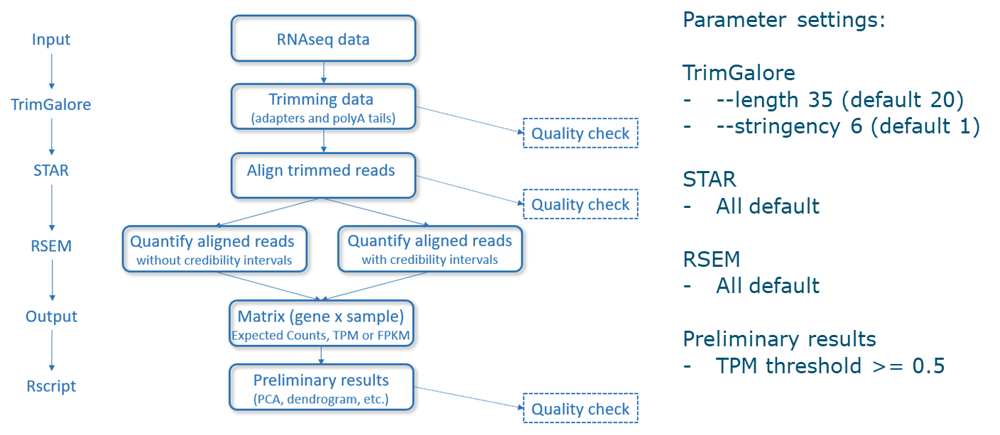 Input
TrimGalore
STAR
RSEM
Output
Rscript
RNAseq data
Trimming data
(adapters and polyA tails)
Quality check
Align trimmed reads
Quality check
Quantify aligned reads
without credibility intervals
Quantify aligned reads
with credibility intervals
Matrix (gene x sample)
Expected Counts, TPM or FPKM
Preliminary results
(PCA, dendrogram, etc.)
Quality check
Parameter settings:
TrimGalore
- --length 35 (default 20)
- --stringency 6 (default 1)
STAR
- All default
RSEM
- All default
Preliminary results
- TPM threshold >= 0.5